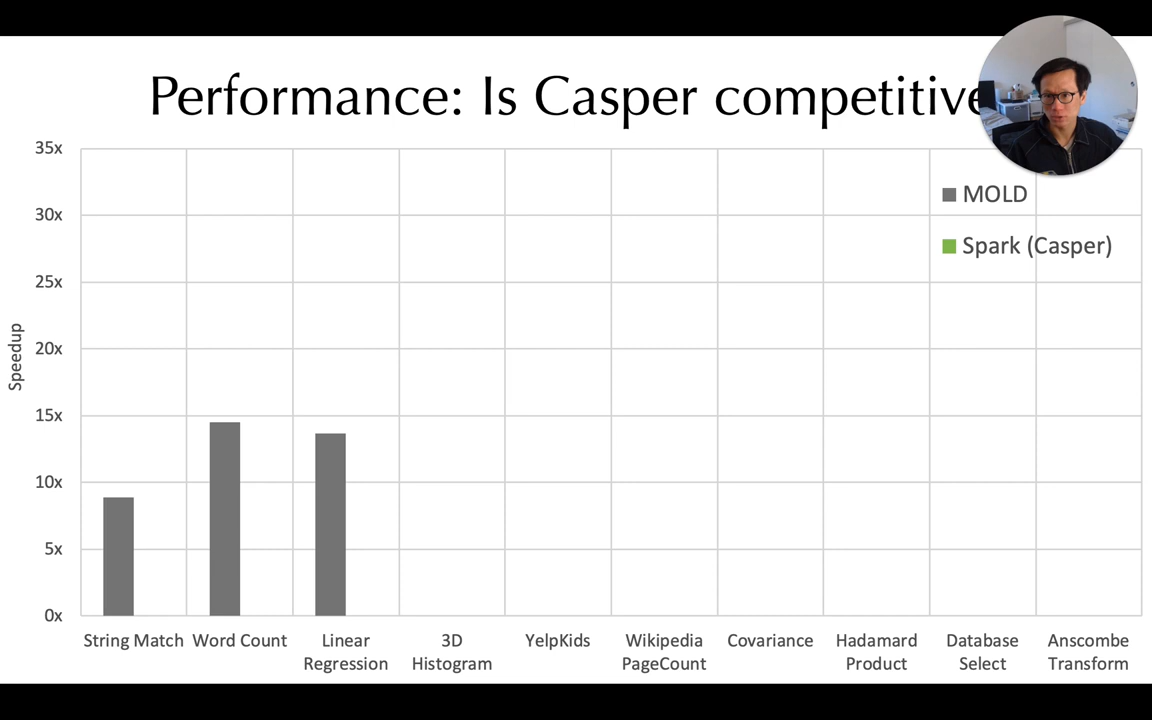 Performance: Is Casper competitive
35x
30x
25x
20x
15x
10x
5x
0x
Speedup
MOLD
Spark (Casper)
String Match
Word Count
Linear
Regression
3D
Histogram
YelpKids
Wikipedia
PageCount
Covariance
Hadamard
Product
Database
Select
Anscombe
Transform